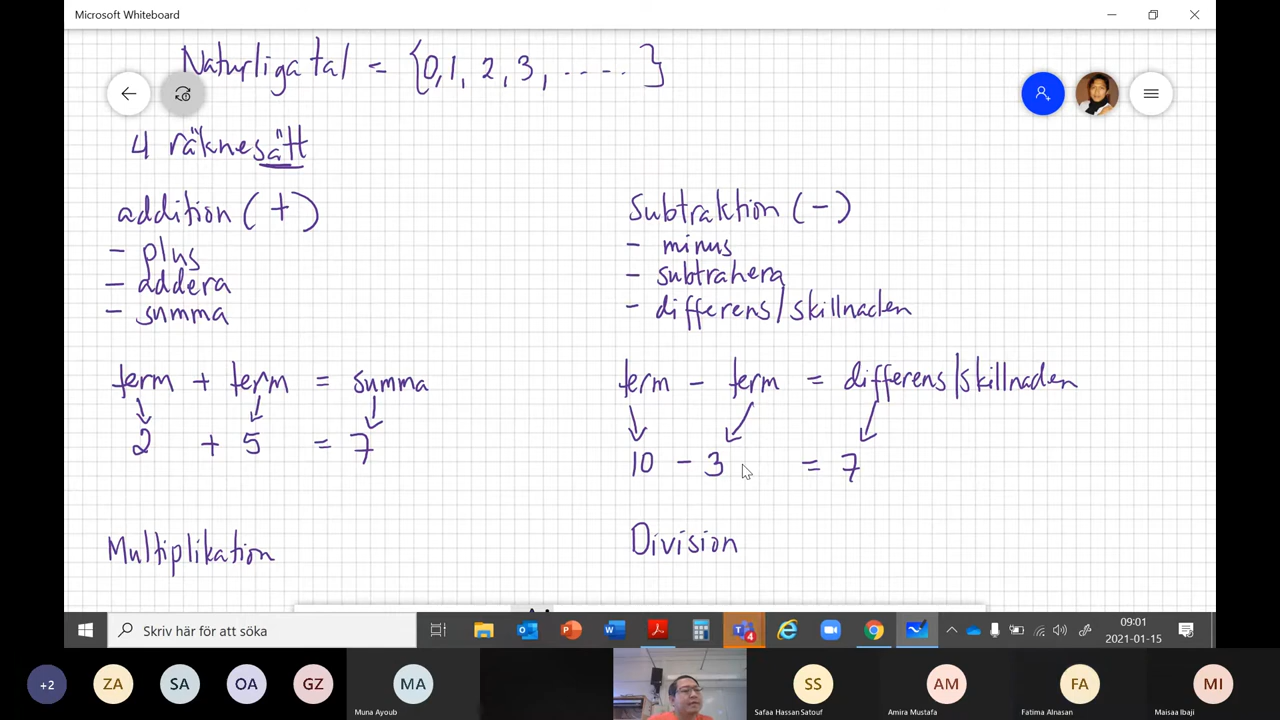 Microsoft Whiteboard
Naturliga tal = {0,1, 2, 3, ..... }
4 räknesätt
addition (+)
- plus
- addera
- summa
Subtraktion (-)
- minus
- subtrahera
- differens/skillnaden
term + term = summa
2 + 5 = 7
term - term = differens/skillnaden
10 - 3 = 7
Multiplikation
Division
Skriv här för att söka
4
09:01
2021-01-15
+2
ZA
SA
OA
GZ
MA
Muna Ayoub
SS
Safaa Hassan Satouf
AM
Amira Mustafa
FA
Fatima Alnasan
MI
Maisaa Ibaji